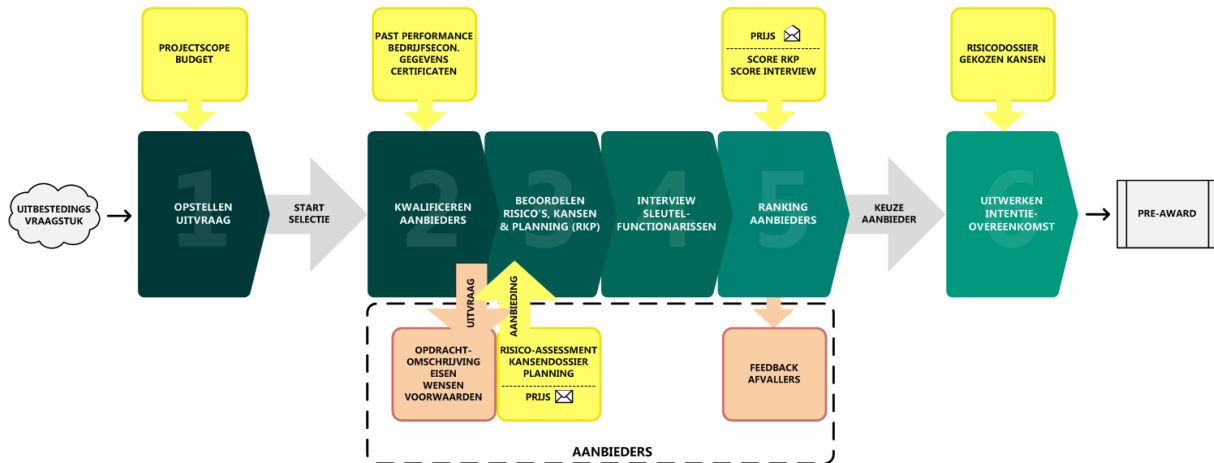 PROJECTSCOPE
BUDGET
PAST PERFORMANCE
BEDRIJFSECON.
GEGEVENS
CERTIFICATEN
PRIJS
SCORE RKP
SCORE INTERVIEW
RISICODOSSIER
GEKOZEN KANSEN
UITBESTEDINGS
VRAAGSTUK
1
OPSTELLEN
UITVRAAG
START
SELECTIE
2
KWALIFICEREN
AANBIEDERS
3
BEOORDELEN
RISICO'S, KANSEN
& PLANNING (RKP)
4
INTERVIEW
SLEUTEL-
FUNCTIONARISSEN
5
RANKING
AANBIEDERS
KEUZE
AANBIEDER
6
UITWERKEN
INTENTIE-
OVEREENKOMST
PRE-AWARD
UITVRAAG
AANBIEDING
OPDRACHT-
OMSCHRIJVING
EISEN
WENSEN
VOORWAARDEN
RISICO-ASSESSMENT
KANSENDOSSIER
PLANNING
PRIJS
FEEDBACK
AFVALLERS
AANBIEDERS